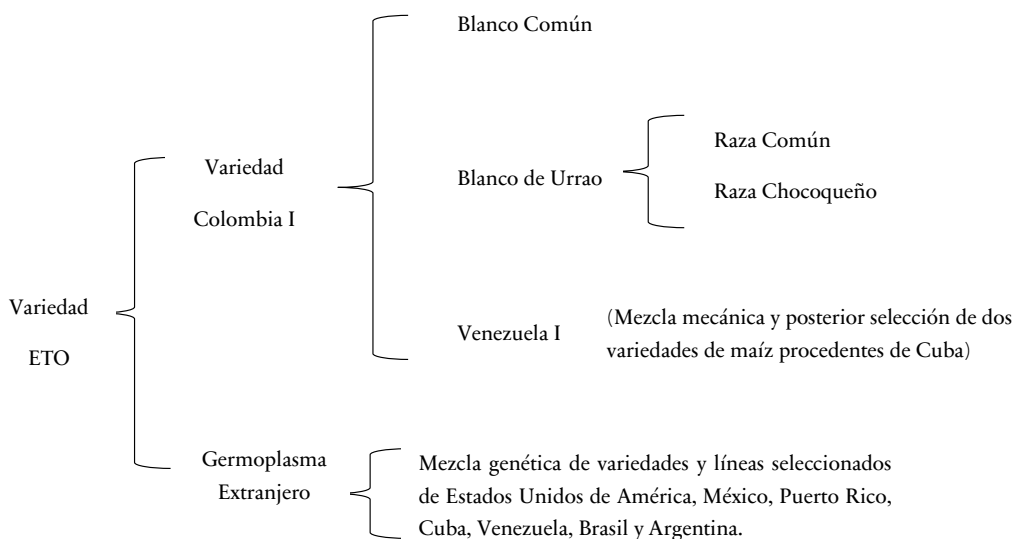 Variedad
ETO
Variedad
Colombia I
Blanco Común
Blanco de Urrao
Raza Común
Raza Chocoqueño
Venezuela I
(Mezcla mecánica y posterior selección de dos
variedades de maíz procedentes de Cuba)
Germoplasma
Extranjero
Mezcla genética de variedades y líneas seleccionados
de Estados Unidos de América, México, Puerto Rico,
Cuba, Venezuela, Brasil y Argentina.